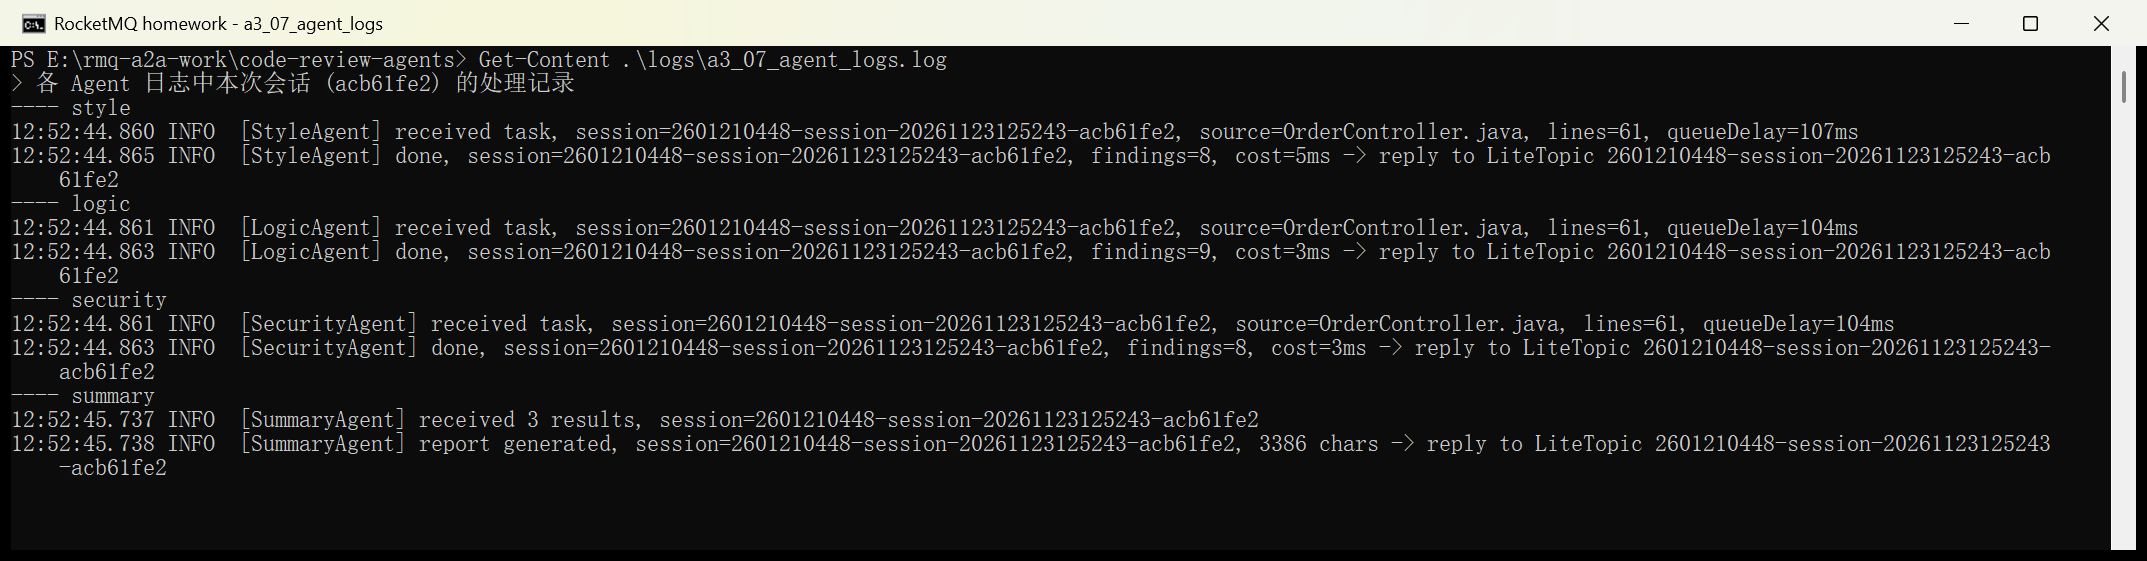 RocketMQ homework - a3_07_agent_logs
PS E:\rmq-a2a-work\code-review-agents> Get-Content .\logs\a3_07_agent_logs.log
> 各 Agent 日志中本次会话 (acb61fe2) 的处理记录
---- style
12:52:44.860 INFO  [StyleAgent] received task, session=2601210448-session-20261123125243-acb61fe2, source=OrderController.java, lines=61, queueDelay=107ms
12:52:44.865 INFO  [StyleAgent] done, session=2601210448-session-20261123125243-acb61fe2, findings=8, cost=5ms -> reply to LiteTopic 2601210448-session-20261123125243-acb
61fe2
---- logic
12:52:44.861 INFO  [LogicAgent] received task, session=2601210448-session-20261123125243-acb61fe2, source=OrderController.java, lines=61, queueDelay=104ms
12:52:44.863 INFO  [LogicAgent] done, session=2601210448-session-20261123125243-acb61fe2, findings=9, cost=3ms -> reply to LiteTopic 2601210448-session-20261123125243-acb
61fe2
---- security
12:52:44.861 INFO  [SecurityAgent] received task, session=2601210448-session-20261123125243-acb61fe2, source=OrderController.java, lines=61, queueDelay=104ms
12:52:44.863 INFO  [SecurityAgent] done, session=2601210448-session-20261123125243-acb61fe2, findings=8, cost=3ms -> reply to LiteTopic 2601210448-session-20261123125243-
acb61fe2
---- summary
12:52:45.737 INFO  [SummaryAgent] received 3 results, session=2601210448-session-20261123125243-acb61fe2
12:52:45.738 INFO  [SummaryAgent] report generated, session=2601210448-session-20261123125243-acb61fe2, 3386 chars -> reply to LiteTopic 2601210448-session-20261123125243
-acb61fe2